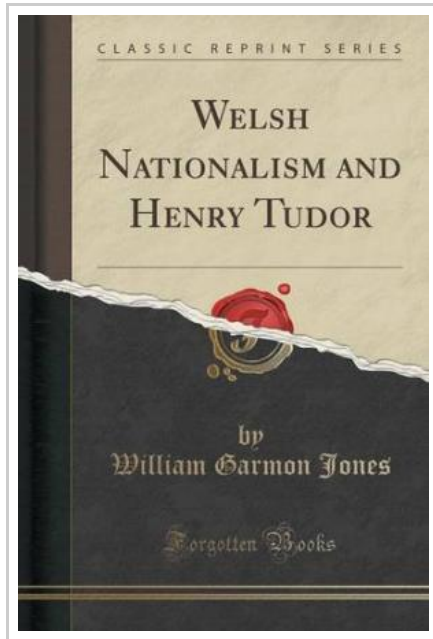 CLASSIC REPRINT SERIES
WELSH
NATIONALISM AND
HENRY TUDOR
by
William Garmon Jones
Forgotten Books